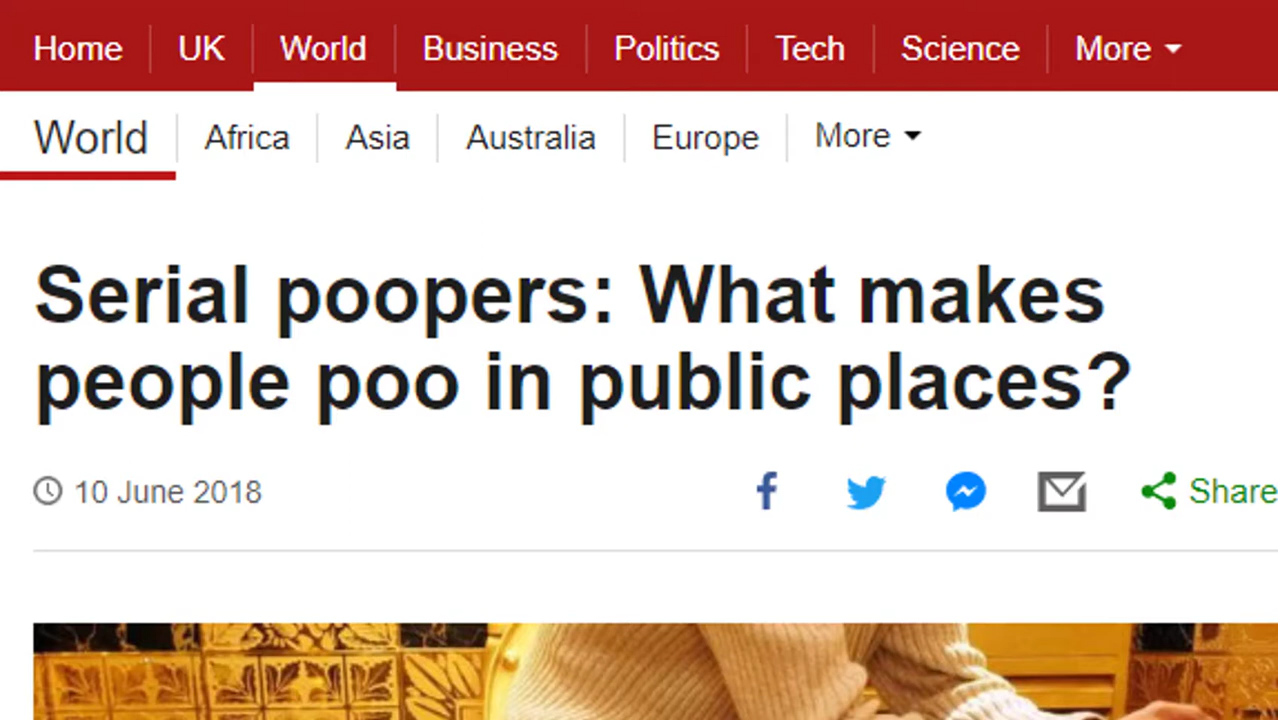 Home UK World Business Politics Tech Science More
World Africa Asia Australia Europe More
Serial poopers: What makes
people poo in public places?
10 June 2018 Share